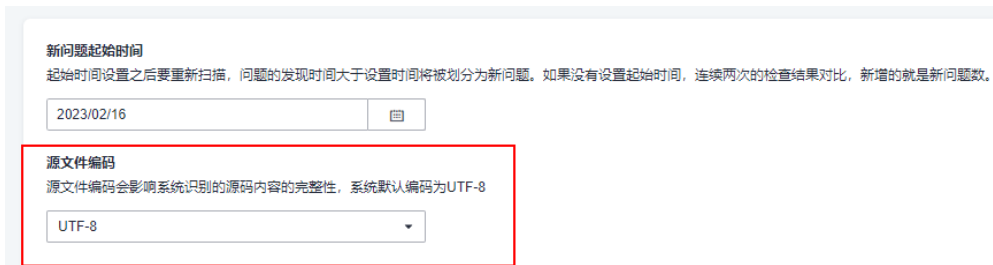 新问题起始时间
起始时间设置之后要重新扫描，问题的发现时间大于设置时间将被划分为新问题。如果没有设置起始时间，连续两次的检查结果对比，新增的就是新问题数。
2023/02/16
源文件编码
源文件编码会影响系统识别的源码内容的完整性，系统默认编码为UTF-8
UTF-8